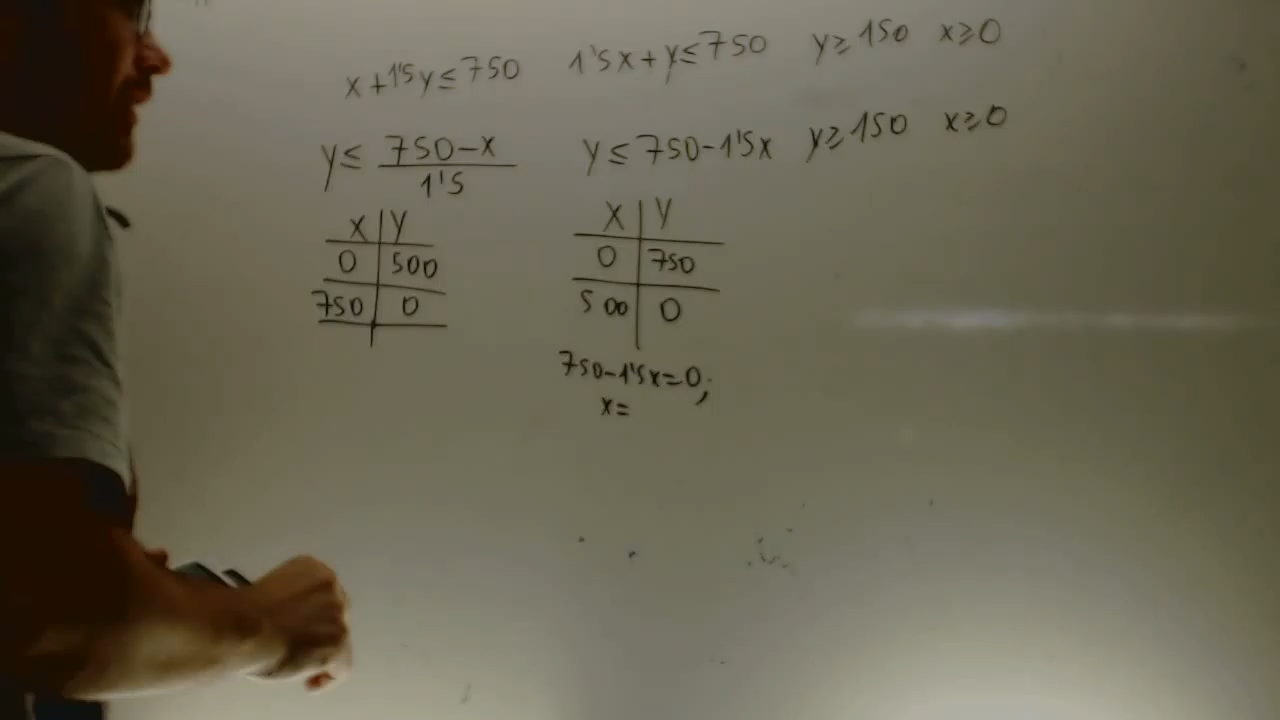 x+1'5y≤750 1'5x+y≤750 y≥150 x≥0
y≤ 750-x / 1'5 y≤750-1'5x y≥150 x≥0
x y x y
0 500 0 750
750 0 500 0
750-1'5x=0;
x=